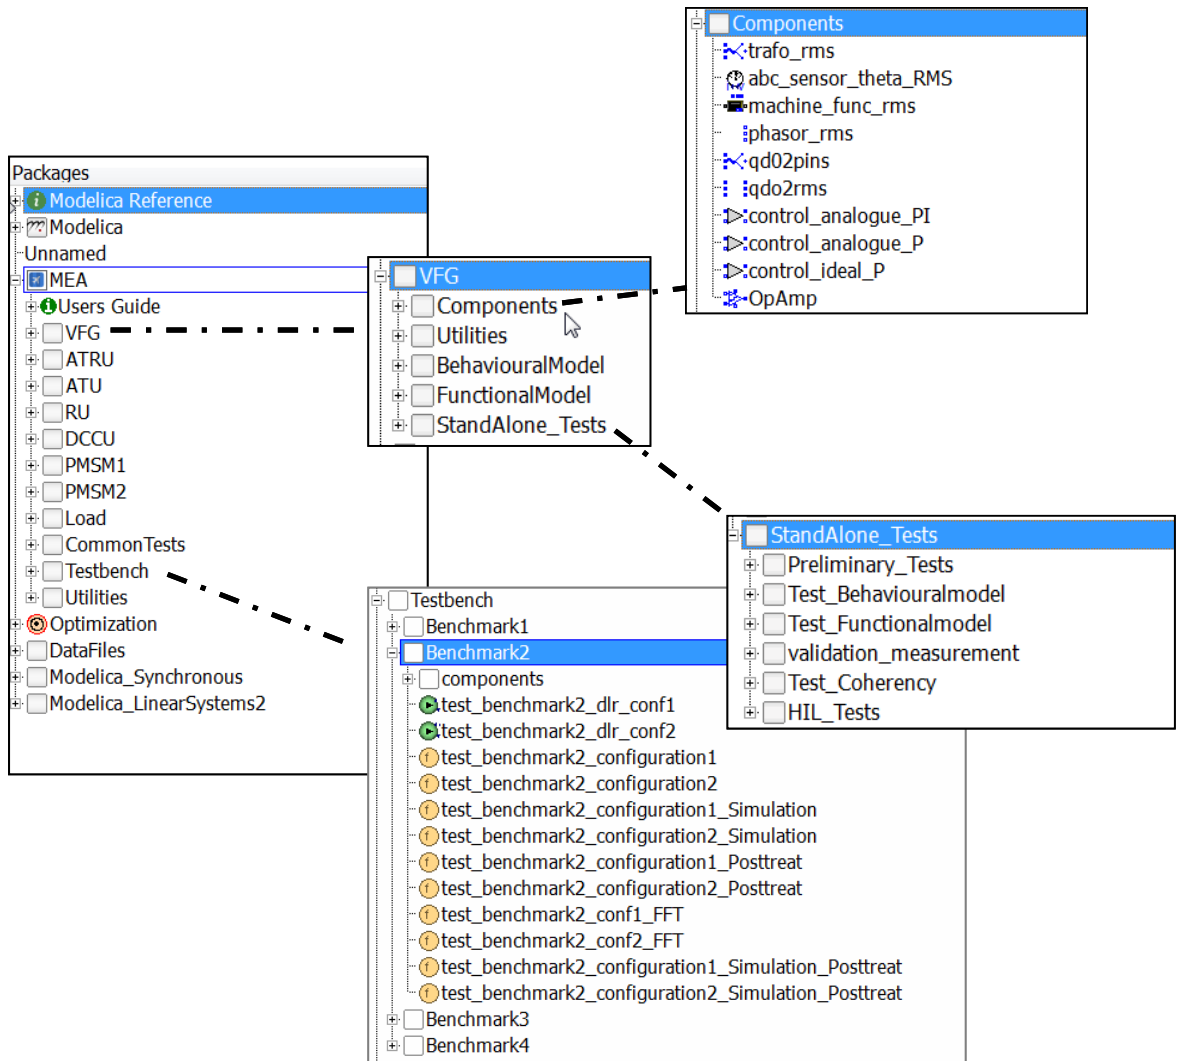 Components
trafo_rms
abc_sensor_theta_RMS
machine_func_rms
phasor_rms
qd02pins
qdo2rms
control_analogue_PI
control_analogue_P
control_ideal_P
OpAmp
Packages
Modelica Reference
Modelica
Unnamed
MEA
Users Guide
VFG
ATRU
ATU
RU
DCCU
PMSM1
PMSM2
Load
CommonTests
Testbench
Utilities
Optimization
DataFiles
Modelica_Synchronous
Modelica_LinearSystems2
VFG
Components
Utilities
BehaviouralModel
FunctionalModel
StandAlone_Tests
StandAlone_Tests
Preliminary_Tests
Test_Behaviouralmodel
Test_Functionalmodel
validation_measurement
Test_Coherency
HIL_Tests
Testbench
Benchmark1
Benchmark2
components
test_benchmark2_dlr_conf1
test_benchmark2_dlr_conf2
test_benchmark2_configuration1
test_benchmark2_configuration2
test_benchmark2_configuration1_Simulation
test_benchmark2_configuration2_Simulation
test_benchmark2_configuration1_Posttreat
test_benchmark2_configuration2_Posttreat
test_benchmark2_conf1_FFT
test_benchmark2_conf2_FFT
test_benchmark2_configuration1_Simulation_Posttreat
test_benchmark2_configuration2_Simulation_Posttreat
Benchmark3
Benchmark4